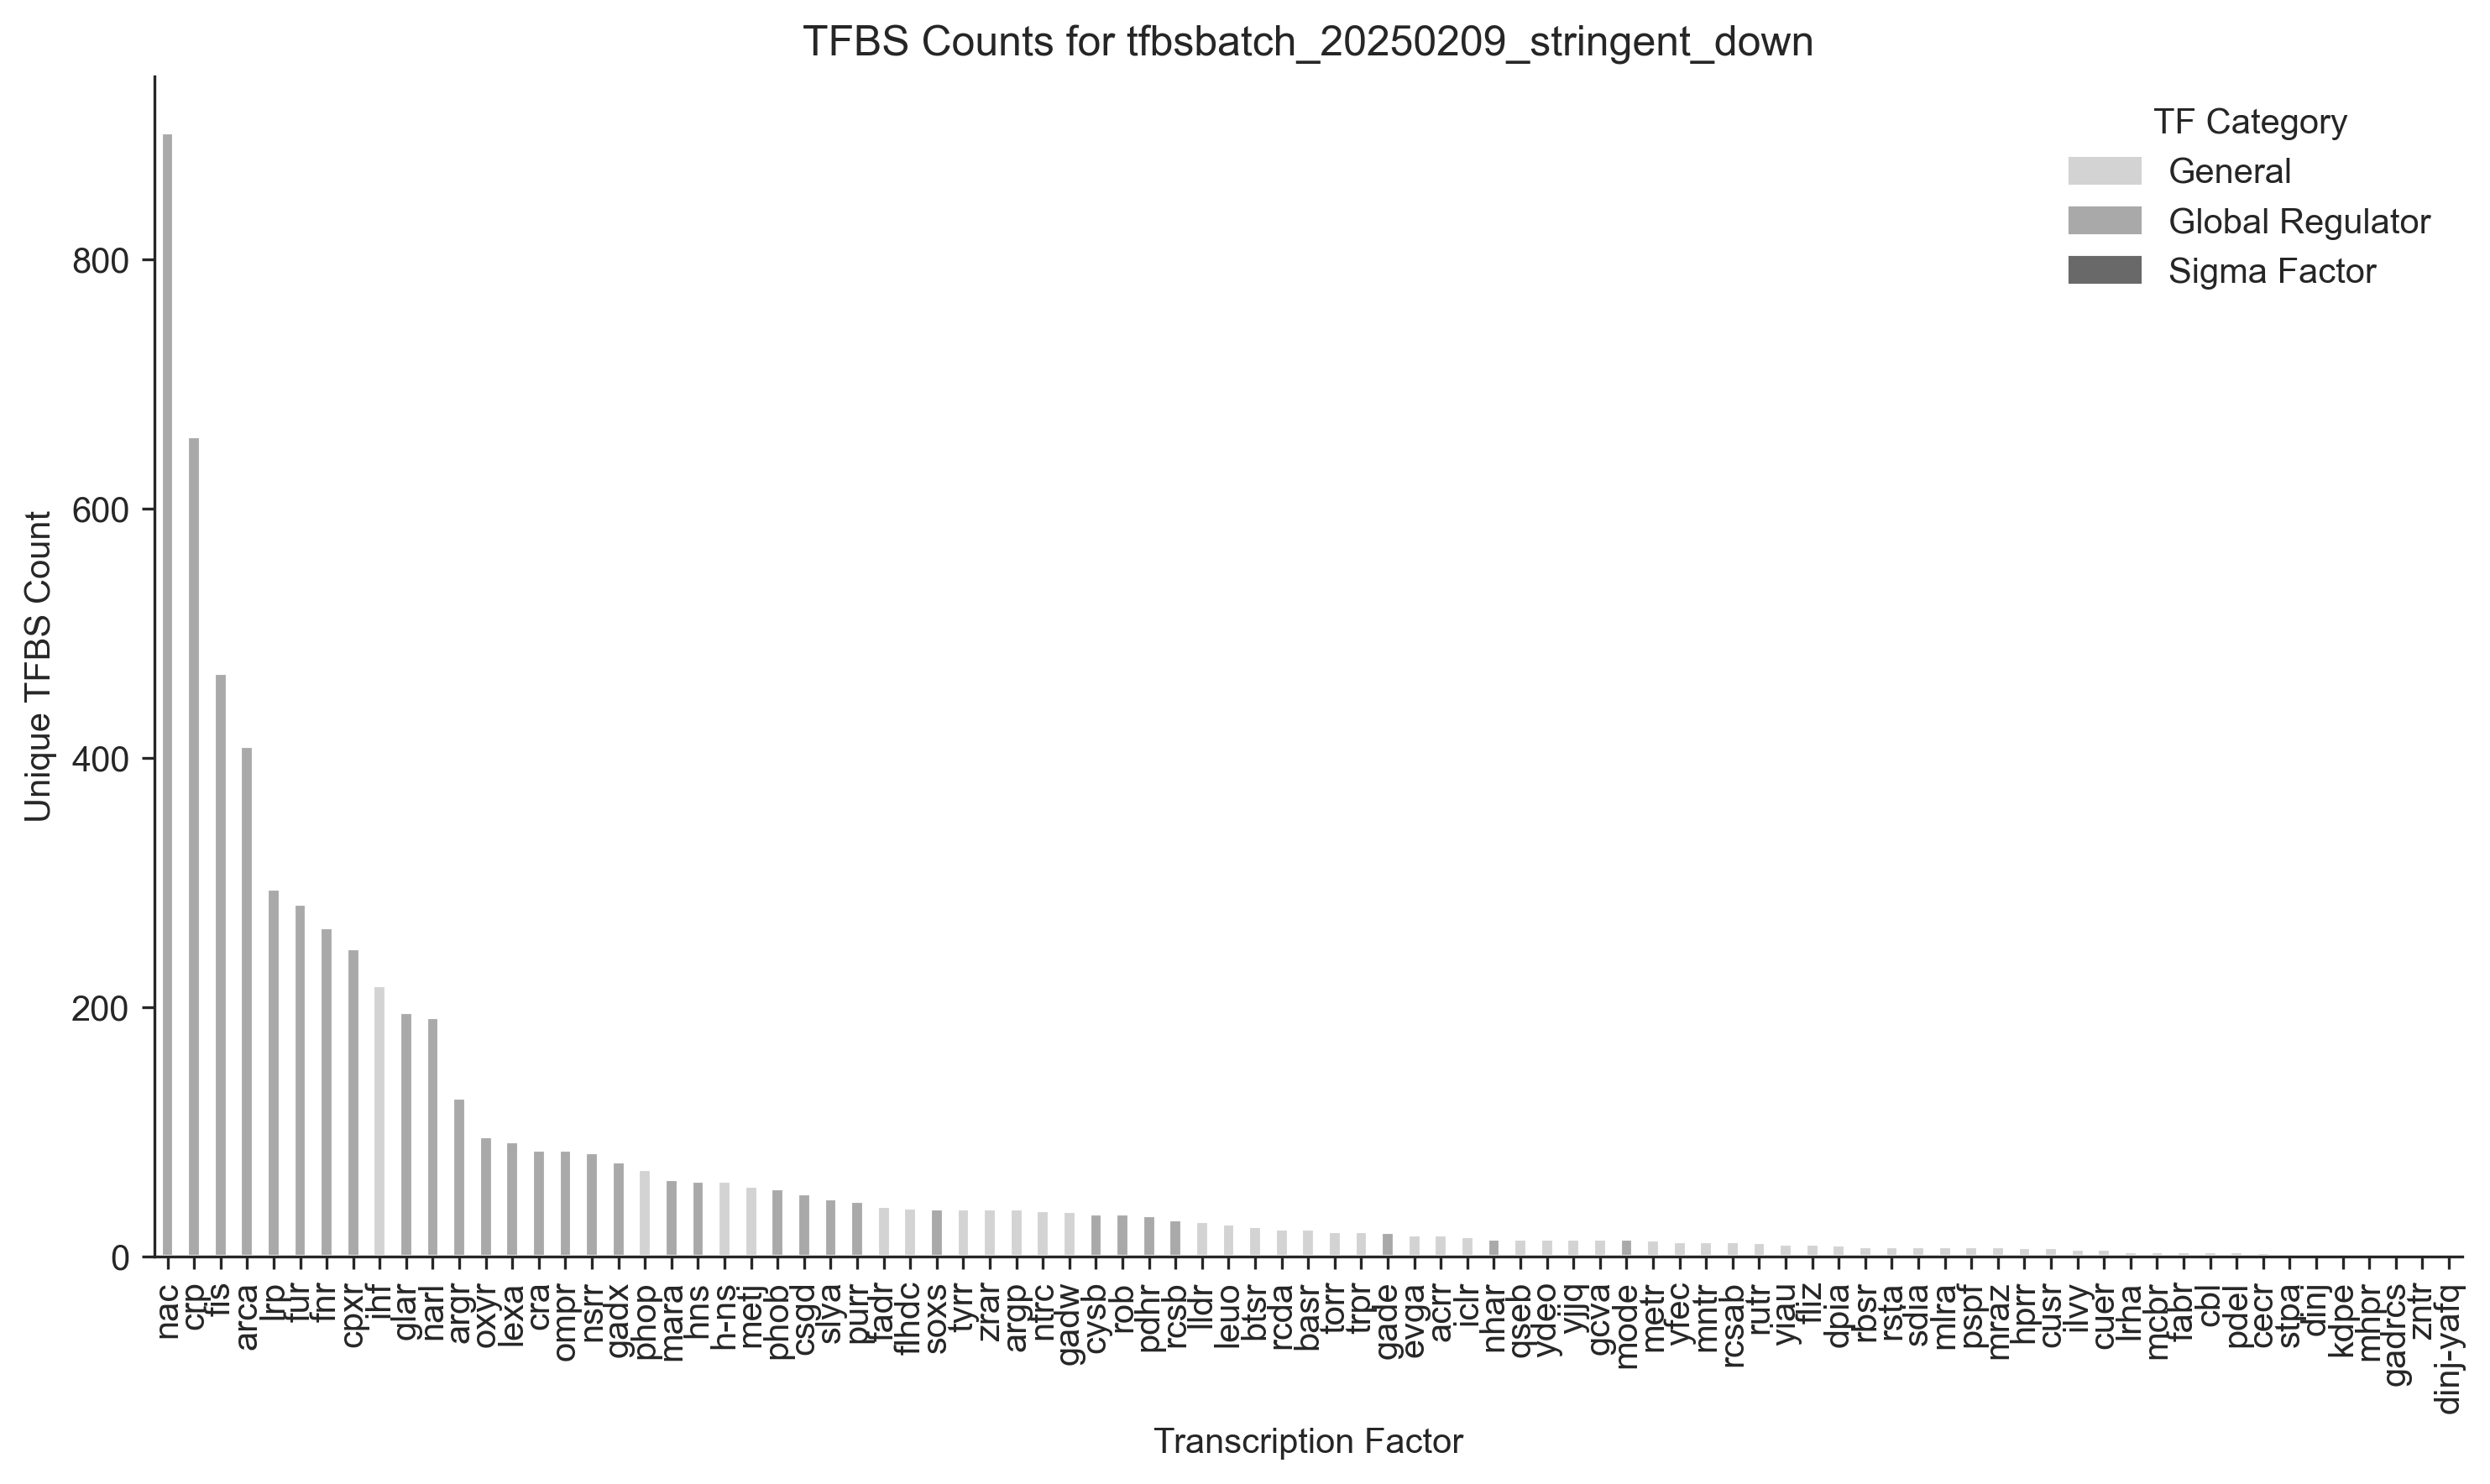 TFBS Counts for tfbsbatch_20250209_stringent_down
TF Category
General
Global Regulator
Sigma Factor
Unique TFBS Count
800
600
400
200
0
nac
crp
fis
arca
lrp
fur
fnr
cpxr
ihf
glar
narl
argr
oxyr
lexa
cra
ompr
nsrr
gadx
phop
mara
hns
h-ns
metj
phob
csgd
slya
purr
fadr
flhdc
soxs
tyrr
zrar
argp
ntrc
gadw
cysb
rob
pdhr
rcsb
lldr
leuo
btsr
rcda
basr
torr
trpr
gade
evga
acrr
iclr
nhar
qseb
ydeo
yjjq
gcva
mode
metr
yfec
mntr
rcsab
rutr
yiau
fliz
dpia
rbsr
rsta
sdia
mlra
pspf
mraz
hprr
cusr
ilvy
cuer
lrha
mcbr
fabr
cbl
pdel
cecr
stpa
dinj
kdpe
mhpr
gadrcs
zntr
dinj-yafq
Transcription Factor